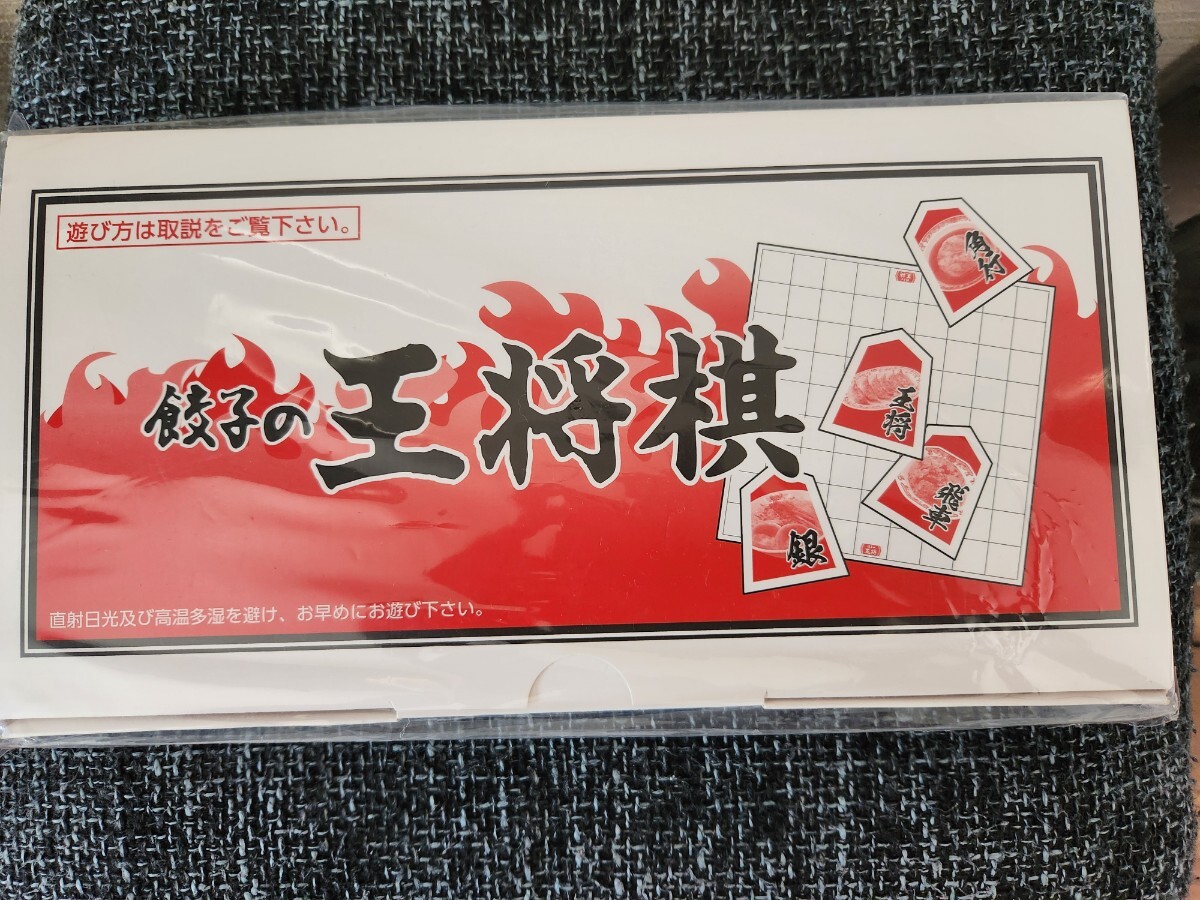 遊び方は取説をご覧下さい。
餃子の王将棋
角行
王将
飛車
銀
直射日光及び高温多湿を避け、お早めにお遊び下さい。